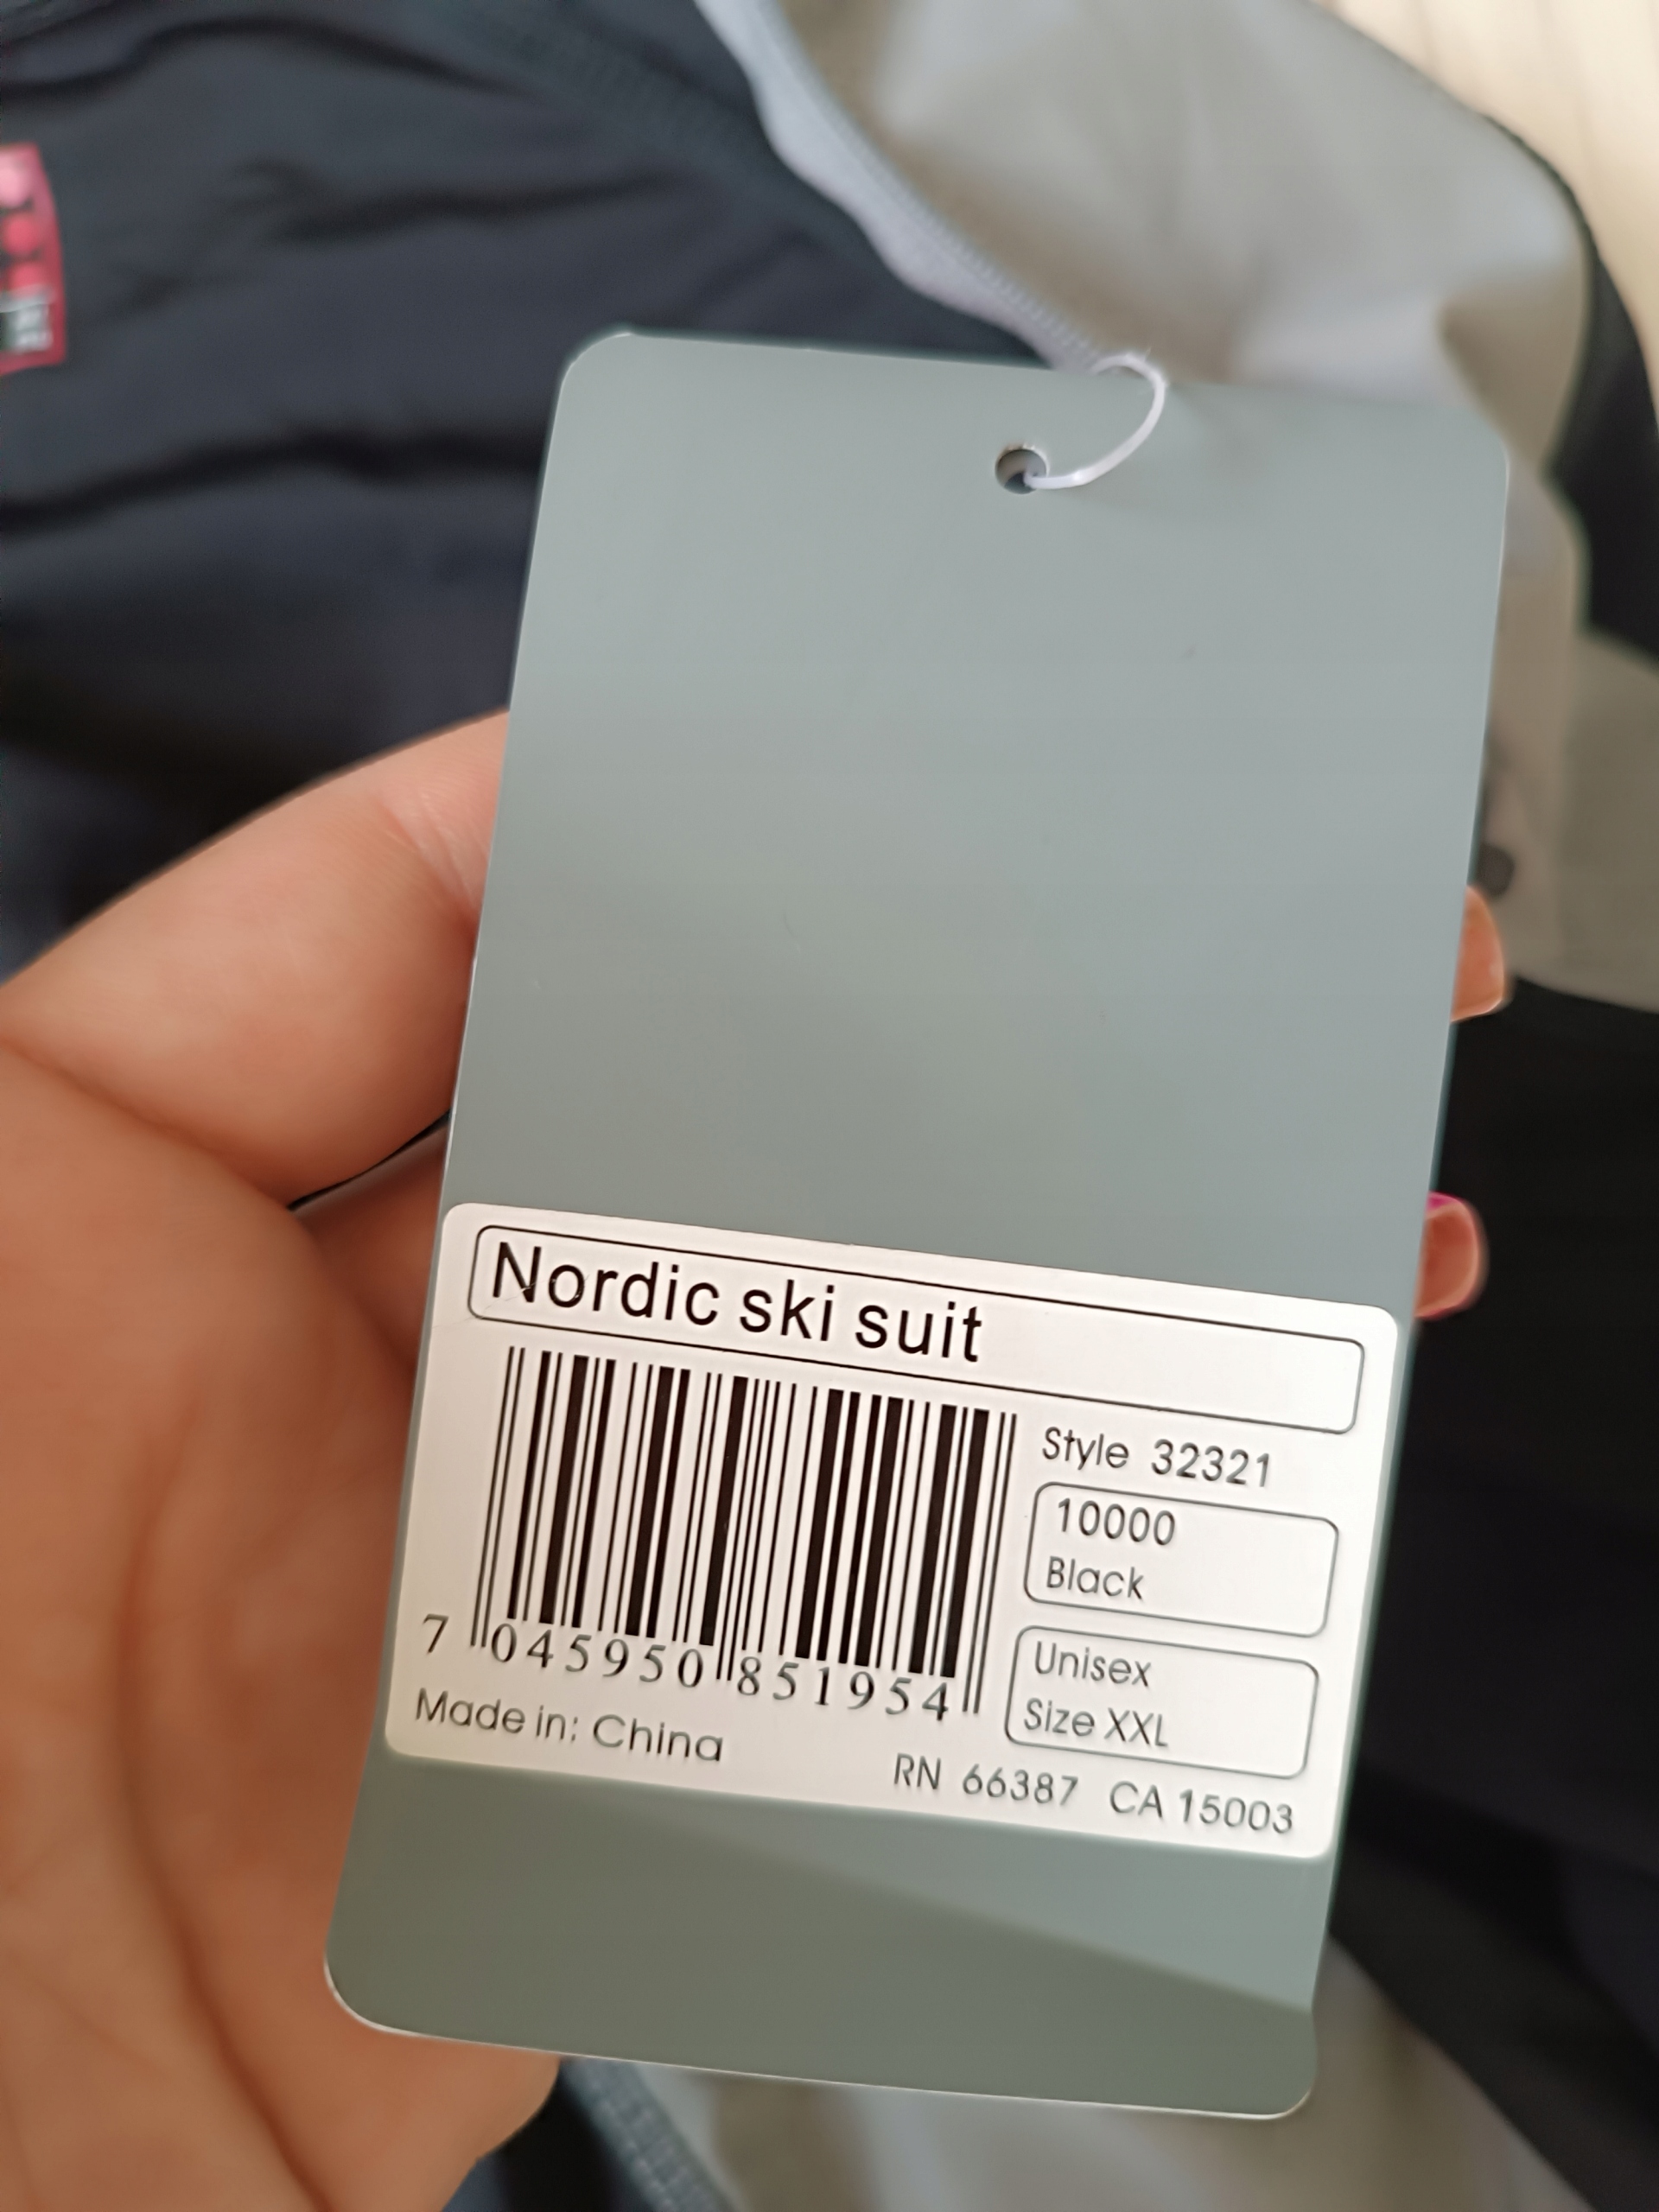 Nordic ski suit
Style 32321
10000
Black
Unisex
Size XXL
7 045950 851954
Made in: China
RN 66387 CA 15003